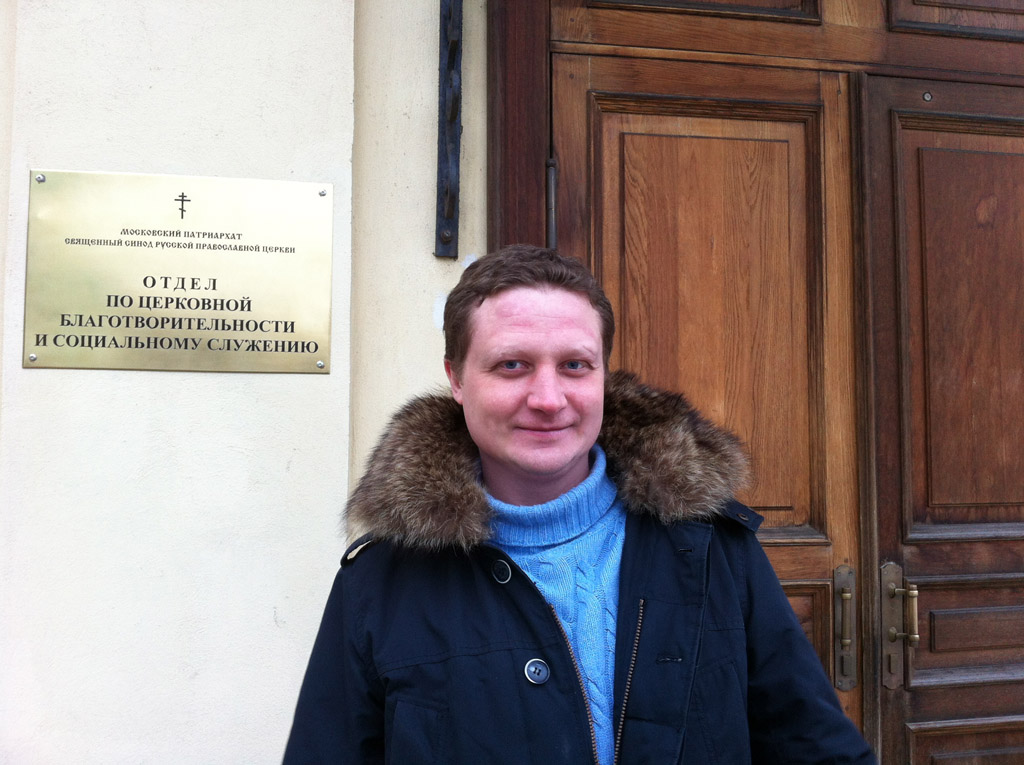 МОСКОВСКИЙ ПАТРИАРХАТ
СВЯЩЕННЫЙ СИНОД РУССКОЙ ПРАВОСЛАВНОЙ ЦЕРКВИ
ОТДЕЛ
ПО ЦЕРКОВНОЙ
БЛАГОТВОРИТЕЛЬНОСТИ
И СОЦИАЛЬНОМУ СЛУЖЕНИЮ